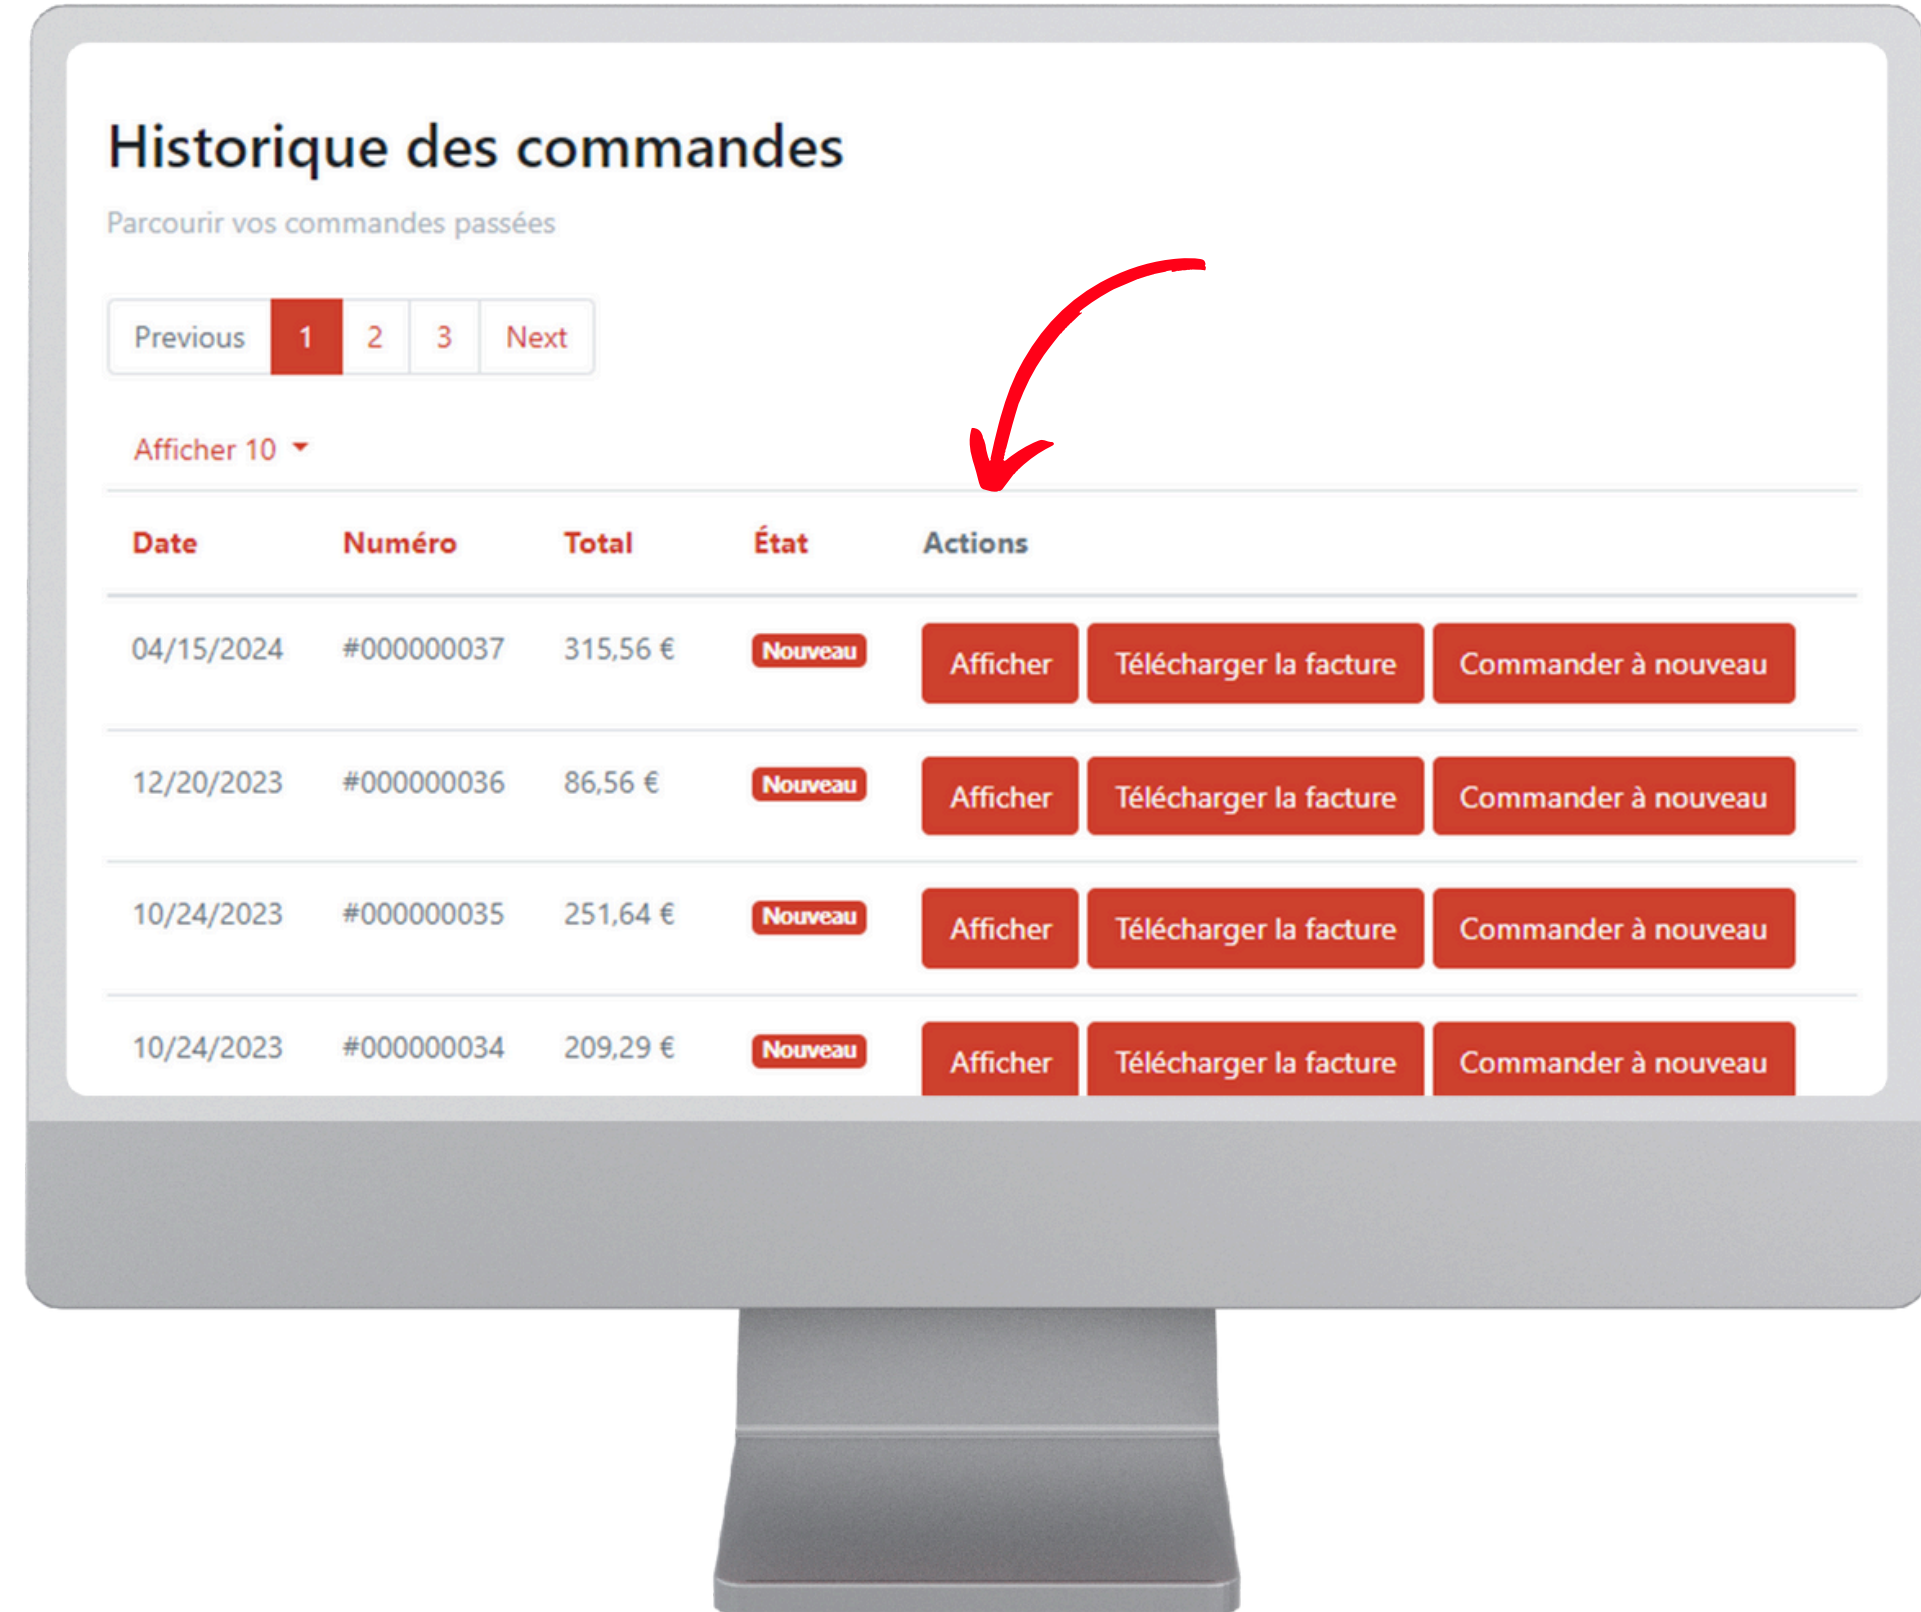 Historique des commandes
Parcourir vos commandes passées
Previous 1 2 3 Next
Afficher 10
Date Numéro Total État Actions
04/15/2024 #000000037 315,56 € Nouveau Afficher Télécharger la facture Commander à nouveau
12/20/2023 #000000036 86,56 € Nouveau Afficher Télécharger la facture Commander à nouveau
10/24/2023 #000000035 251,64 € Nouveau Afficher Télécharger la facture Commander à nouveau
10/24/2023 #000000034 209,29 € Nouveau Afficher Télécharger la facture Commander à nouveau